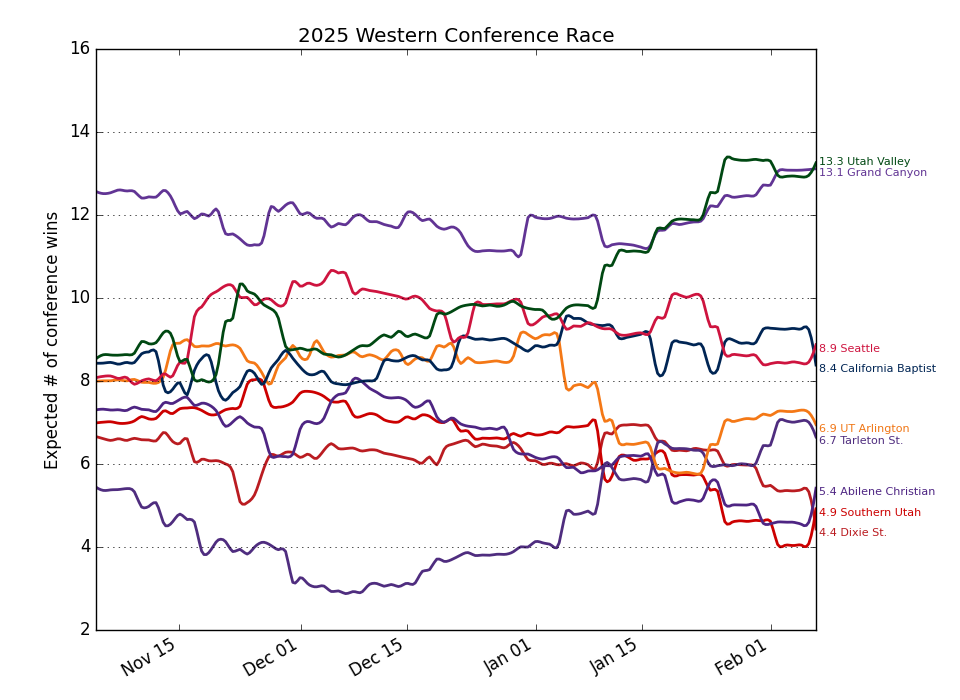 2025 Western Conference Race
Expected # of conference wins
16
14
12
10
8
6
4
2
Nov 15
Dec 01
Dec 15
Jan 01
Jan 15
Feb 01
13.3 Utah Valley
13.1 Grand Canyon
8.9 Seattle
8.4 California Baptist
6.9 UT Arlington
6.7 Tarleton St.
5.4 Abilene Christian
4.9 Southern Utah
4.4 Dixie St.